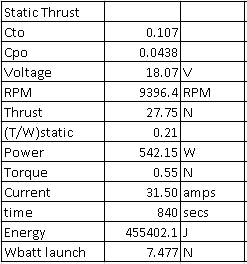 Static Thrust
Cto 0.107
Cpo 0.0438
Voltage 18.07 V
RPM 9396.4 RPM
Thrust 27.75 N
(T/W)static 0.21
Power 542.15 W
Torque 0.55 N
Current 31.50 amps
time 840 secs
Energy 455402.1 J
Wbatt launch 7.477 N